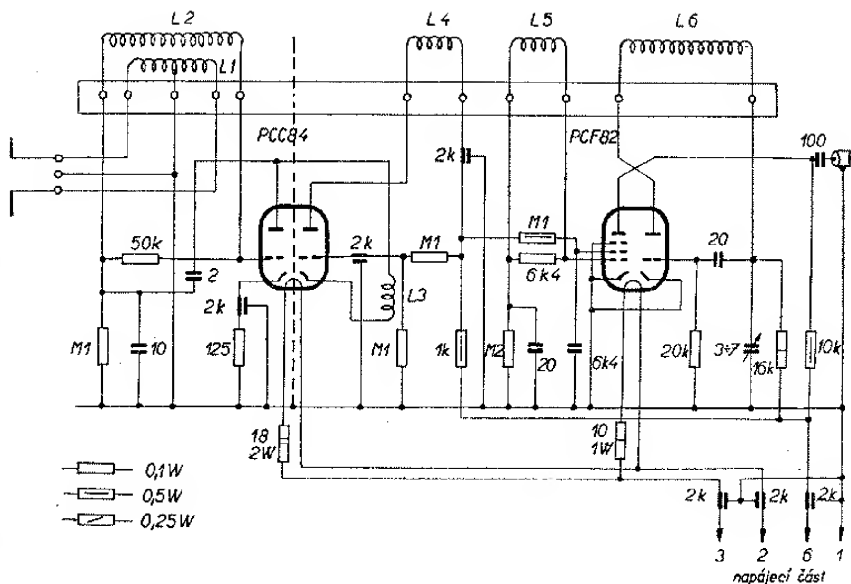 L2
L4
L5
L6
L1
PCC84
PCF82
2k
100
50k
2
2k
M1
M1
6k4
20
L3
M1
10
2k
125
M1
1k
M2
20
6k4
20k
3÷7
16k
10k
18
2W
10
1W
0,1W
0,5W
0,25W
2k
2k
2k
3
2
6
1
napájecí část